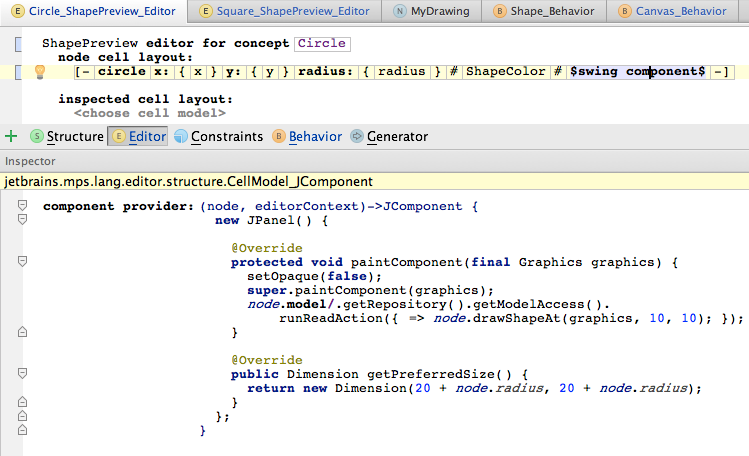 E Circle_ShapePreview_Editor E Square_ShapePreview_Editor N MyDrawing B Shape_Behavior B Canvas_Behavior
ShapePreview editor for concept Circle
node cell layout:
[- circle x: { x } y: { y } radius: { radius } # ShapeColor # $swing component$ -]
inspected cell layout:
<choose cell model>
+ S Structure E Editor Constraints B Behavior Generator
Inspector
jetbrains.mps.lang.editor.structure.CellModel_JComponent
component provider: (node, editorContext)->JComponent {
new JPanel() {
@Override
protected void paintComponent(final Graphics graphics) {
setOpaque(false);
super.paintComponent(graphics);
node.model/.getRepository().getModelAccess().
runReadAction({ => node.drawShapeAt(graphics, 10, 10); });
}
@Override
public Dimension getPreferredSize() {
return new Dimension(20 + node.radius, 20 + node.radius);
}
};
}